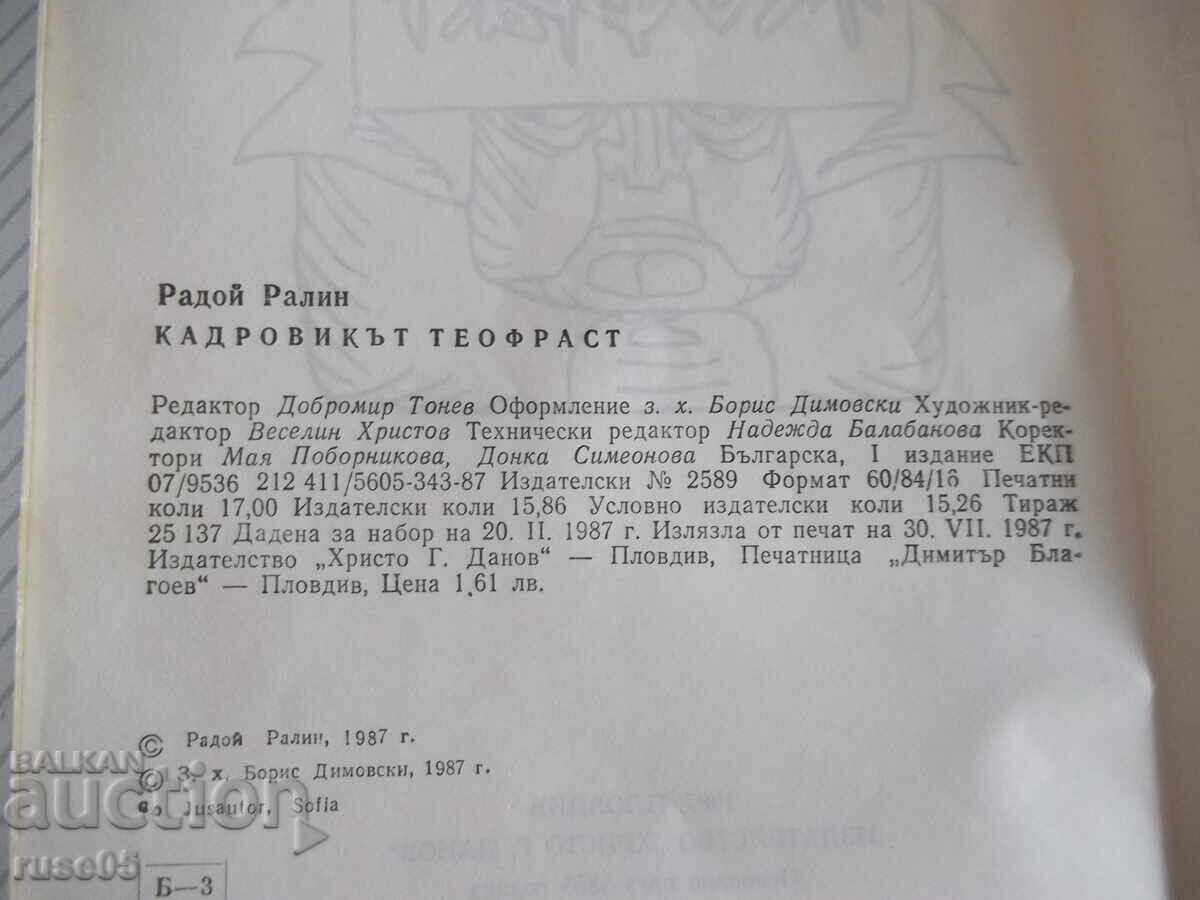 Радой Ралин
КАДРОВИКЪТ ТЕОФРАСТ
Редактор Добромир Тонев Оформление з. х. Борис Димовски Художник-ре-
дактор Веселин Христов Технически редактор Надежда Балабанова Корек-
тори Мая Поборникова, Донка Симеонова Българска, I издание ЕКП
07/9536 212 411/5605-343-87 Издателски № 2589 Формат 60/84/16 Печатни
коли 17,00 Издателски коли 15,86 Условно издателски коли 15,26 Тираж
25 137 Дадена за набор на 20. II. 1987 г. Излязла от печат на 30. VII. 1987 г.
Издателство „Христо Г. Данов“ — Пловдив, Печатница „Димитър Бла-
гоев“ — Пловдив, Цена 1,61 лв.
© Радой Ралин, 1987 г.
© З. х. Борис Димовски, 1987 г.
c/o Jusautor, Sofia
BALKAN
auction
ruse05
Б—3